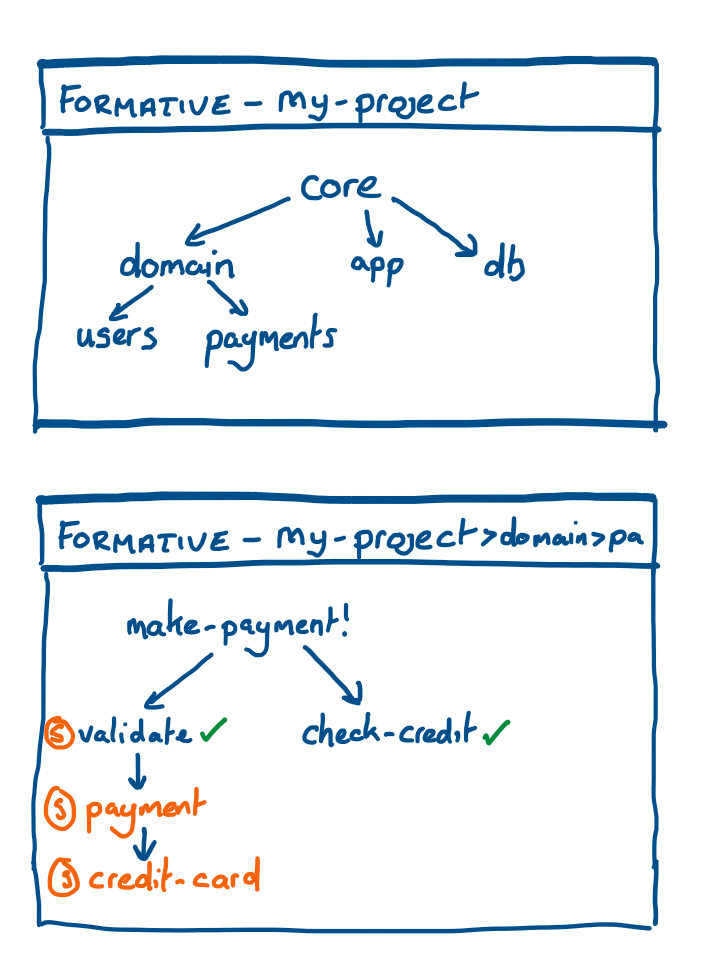 FORMATIVE - my-project
core
domain app db
users payments
FORMATIVE - my-project>domain>pa
make-payment!
S validate ✓ check-credit ✓
S payment
S credit-card